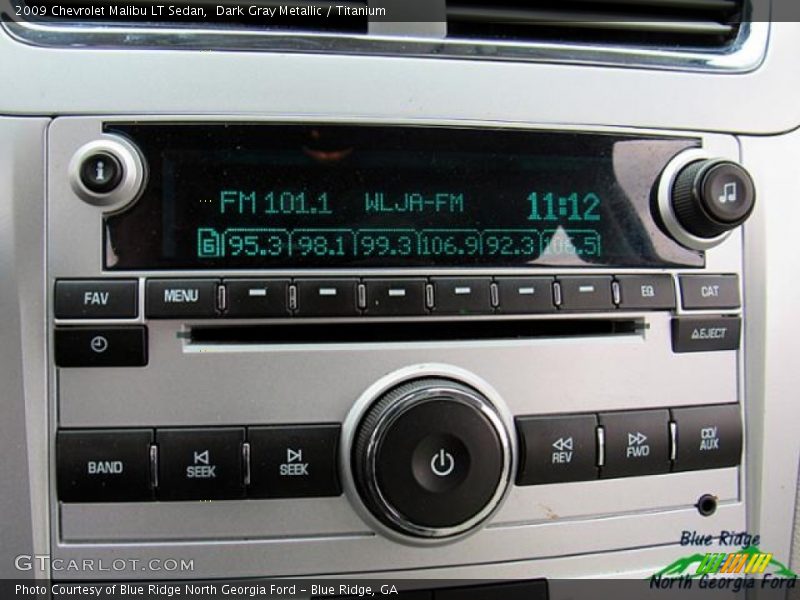 2009 Chevrolet Malibu LT Sedan,  Dark Gray Metallic / Titanium
i
FM 101.1 WLJA-FM 11:12
6 95.3 98.1 99.3 106.9 92.3 106.5
FAV MENU EQ CAT
EJECT
BAND SEEK SEEK REV FWD CD/AUX
Blue Ridge
North Georgia Ford
GTCARLOT.COM
Photo Courtesy of Blue Ridge North Georgia Ford - Blue Ridge, GA